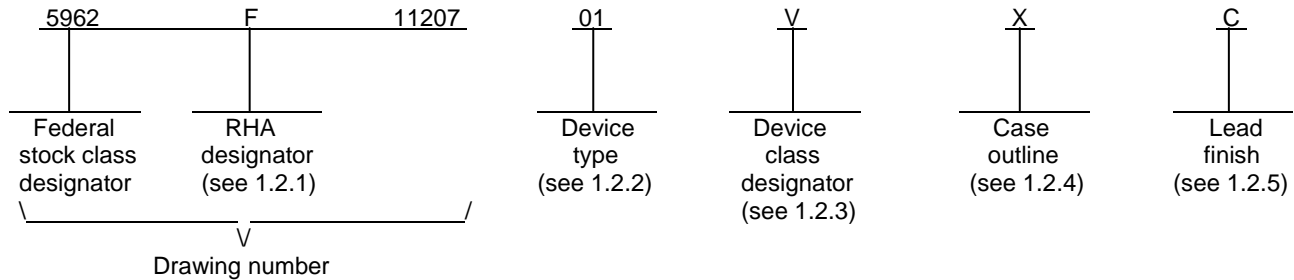 5962 F 11207 01 V X C
Federal RHA Device Device Case Lead
stock class designator type class outline finish
designator (see 1.2.1) (see 1.2.2) designator (see 1.2.4) (see 1.2.5)
(see 1.2.3)
\ /
\/
Drawing number